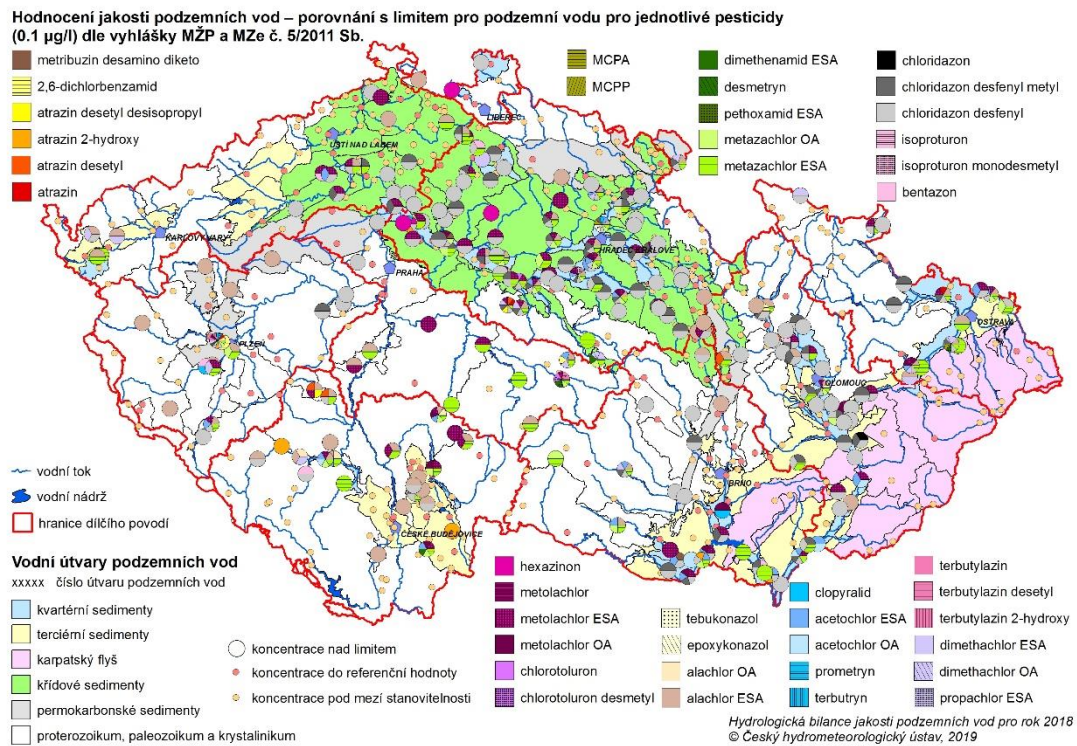 Hodnocení jakosti podzemních vod – porovnání s limitem pro podzemní vodu pro jednotlivé pesticidy
(0.1 µg/l) dle vyhlášky MŽP a MZe č. 5/2011 Sb.
metribuzin desamino diketo
2,6-dichlorbenzamid
atrazin desetyl desisopropyl
atrazin 2-hydroxy
atrazin desetyl
atrazin
MCPA
MCPP
dimethenamid ESA
desmetryn
pethoxamid ESA
metazachlor OA
metazachlor ESA
chloridazon
chloridazon desfenyl metyl
chloridazon desfenyl
isoproturon
isoproturon monodesmetyl
bentazon
LIBEREC
ÚSTÍ NAD LABEM
KARLOVY VARY
HRADEC KRÁLOVÉ
PRAHA
PLZEŇ
OSTRAVA
OLOMOUC
BRNO
ČESKÉ BUDĚJOVICE
vodní tok
vodní nádrž
hranice dílčího povodí
Vodní útvary podzemních vod
xxxxx číslo útvaru podzemních vod
kvartérní sedimenty
terciérní sedimenty
karpatský flyš
křídové sedimenty
permokarbonské sedimenty
proterozoikum, paleozoikum a krystalinikum
koncentrace nad limitem
koncentrace do referenční hodnoty
koncentrace pod mezí stanovitelnosti
hexazinon
metolachlor
metolachlor ESA
metolachlor OA
chlorotoluron
chlorotoluron desmetyl
tebukonazol
epoxykonazol
alachlor OA
alachlor ESA
clopyralid
acetochlor ESA
acetochlor OA
prometryn
terbutryn
terbutylazin
terbutylazin desetyl
terbutylazin 2-hydroxy
dimethachlor ESA
dimethachlor OA
propachlor ESA
Hydrologická bilance jakosti podzemních vod pro rok 2018
© Český hydrometeorologický ústav, 2019